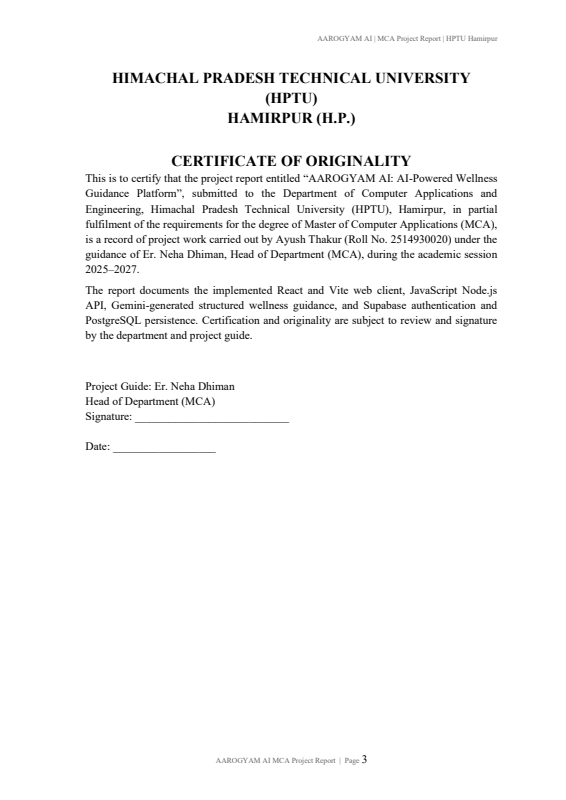 AAROGYAM AI | MCA Project Report | HPTU Hamirpur
HIMACHAL PRADESH TECHNICAL UNIVERSITY
(HPTU)
HAMIRPUR (H.P.)
CERTIFICATE OF ORIGINALITY
This is to certify that the project report entitled “AAROGYAM AI: AI-Powered Wellness
Guidance Platform”, submitted to the Department of Computer Applications and
Engineering, Himachal Pradesh Technical University (HPTU), Hamirpur, in partial
fulfilment of the requirements for the degree of Master of Computer Applications (MCA),
is a record of project work carried out by Ayush Thakur (Roll No. 2514930020) under the
guidance of Er. Neha Dhiman, Head of Department (MCA), during the academic session
2025–2027.
The report documents the implemented React and Vite web client, JavaScript Node.js
API, Gemini-generated structured wellness guidance, and Supabase authentication and
PostgreSQL persistence. Certification and originality are subject to review and signature
by the department and project guide.
Project Guide: Er. Neha Dhiman
Head of Department (MCA)
Signature: ___________________________
Date: __________________
AAROGYAM AI MCA Project Report | Page 3